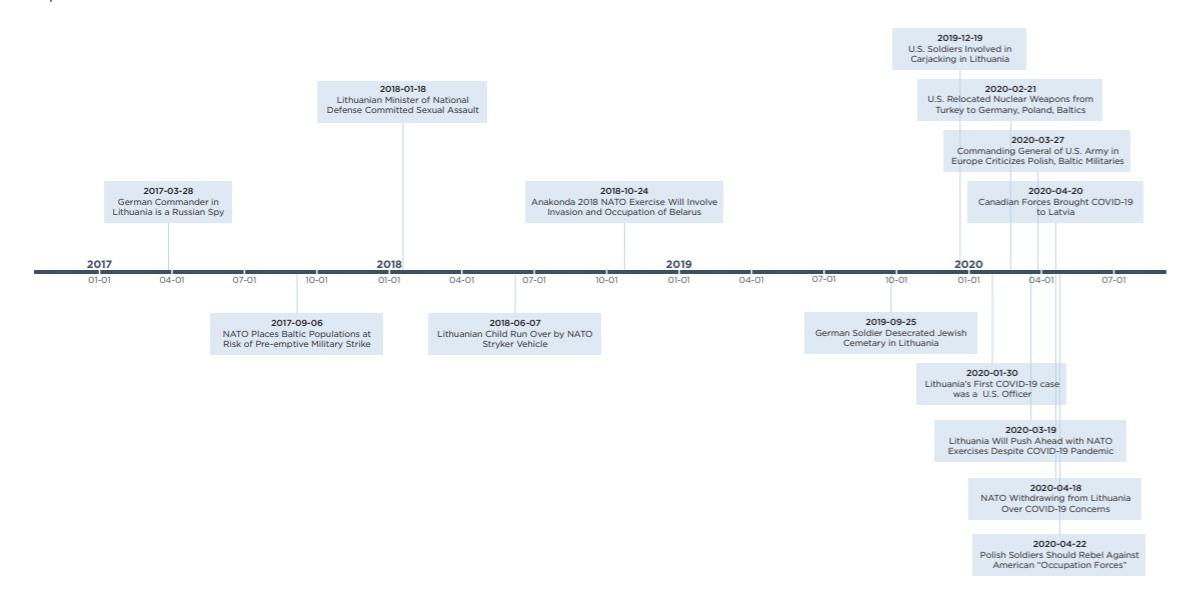 2019-12-19
U.S. Soldiers Involved in
Carjacking in Lithuania
2018-01-18
Lithuanian Minister of National
Defense Committed Sexual Assault
2020-02-21
U.S. Relocated Nuclear Weapons from
Turkey to Germany, Poland, Baltics
2020-03-27
Commanding General of U.S. Army in
Europe Criticizes Polish, Baltic Militaries
2017-03-28
German Commander in
Lithuania is a Russian Spy
2018-10-24
Anakonda 2018 NATO Exercise Will Involve
Invasion and Occupation of Belarus
2020-04-20
Canadian Forces Brought COVID-19
to Latvia
2017 2018 2019 2020
01-01 04-01 07-01 10-01 01-01 04-01 07-01 10-01 01-01 04-01 07-01 10-01 01-01 04-01 07-01
2017-09-06
NATO Places Baltic Populations at
Risk of Pre-emptive Military Strike
2018-06-07
Lithuanian Child Run Over by NATO
Stryker Vehicle
2019-09-25
German Soldier Desecrated Jewish
Cemetary in Lithuania
2020-01-30
Lithuania's First COVID-19 case
was a U.S. Officer
2020-03-19
Lithuania Will Push Ahead with NATO
Exercises Despite COVID-19 Pandemic
2020-04-18
NATO Withdrawing from Lithuania
Over COVID-19 Concerns
2020-04-22
Polish Soldiers Should Rebel Against
American “Occupation Forces”